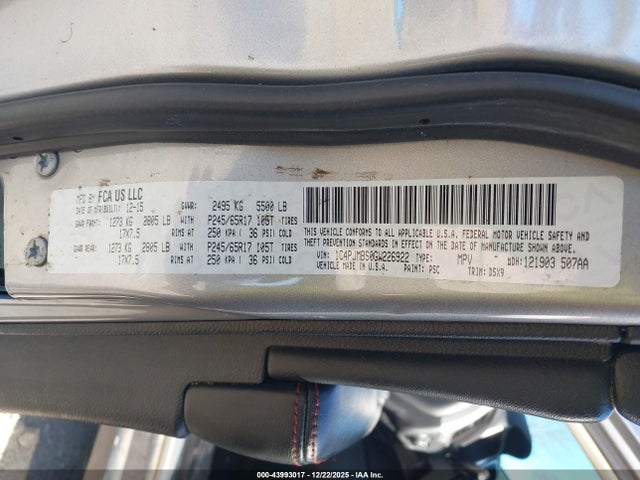 MFD BY FCA US LLC
DATE OF MFR(BUILT): 12-15 GVWR: 2495 KG 5500 LB
GAWR FRONT: 1273 KG 2805 LB WITH P245/65R17 105T TIRES
17X7.5 RIMS AT 250 KPA ( 36 PSI) COLD
GAWR REAR: 1273 KG 2805 LB WITH P245/65R17 105T TIRES
17X7.5 RIMS AT 250 KPA ( 36 PSI) COLD
THIS VEHICLE CONFORMS TO ALL APPLICABLE U.S.A. FEDERAL MOTOR VEHICLE SAFETY AND
THEFT PREVENTION STANDARDS IN EFFECT ON THE DATE OF MANUFACTURE SHOWN ABOVE.
VIN: 1C4PJMBS0GW226922 TYPE: MPV MDH: 121903 507AA
VEHICLE MADE IN: PAINT: PSC TRIM: D5X9
000-43993017 - 12/22/2025 - IAAI